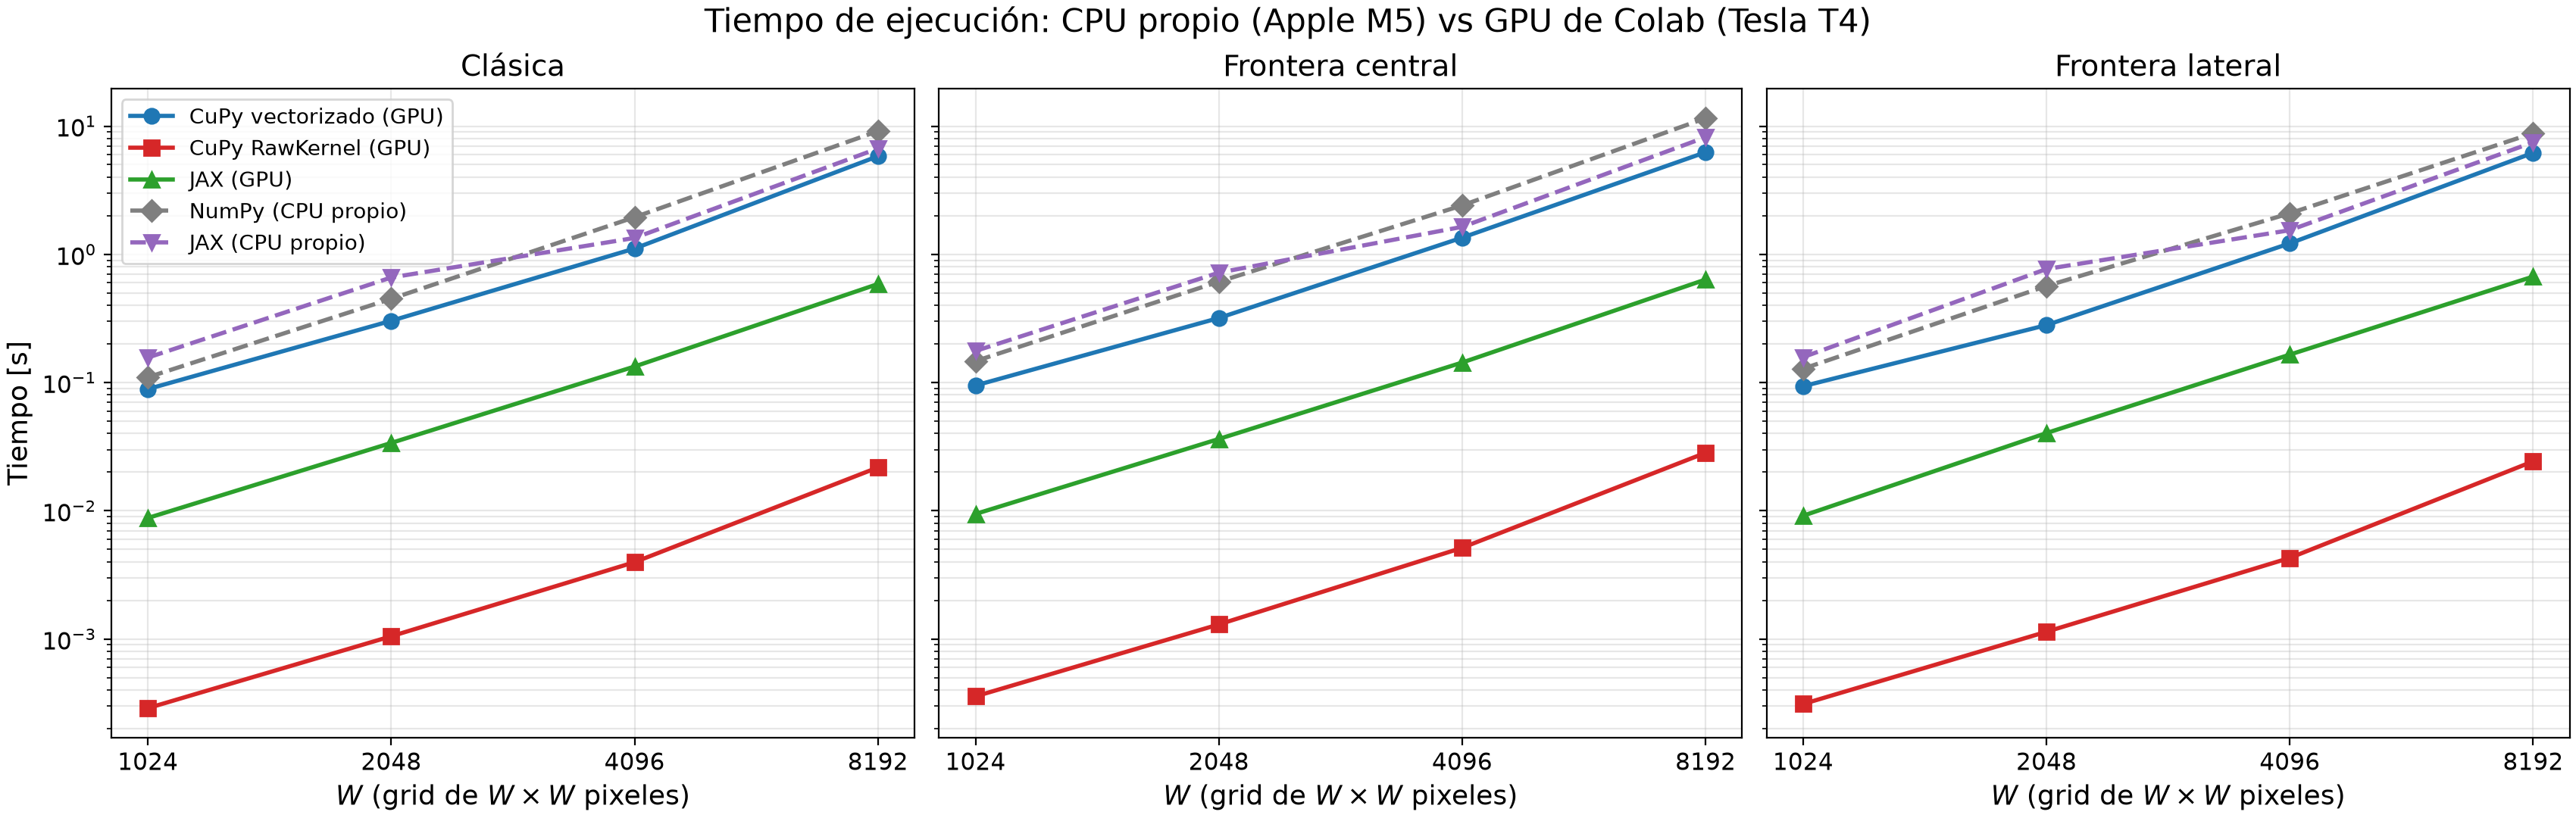 Tiempo de ejecución: CPU propio (Apple M5) vs GPU de Colab (Tesla T4)
Clásica
Frontera central
Frontera lateral
CuPy vectorizado (GPU)
CuPy RawKernel (GPU)
JAX (GPU)
NumPy (CPU propio)
JAX (CPU propio)
Tiempo [s]
10¹
10⁰
10⁻¹
10⁻²
10⁻³
1024 2048 4096 8192
1024 2048 4096 8192
1024 2048 4096 8192
W (grid de W × W pixeles)
W (grid de W × W pixeles)
W (grid de W × W pixeles)